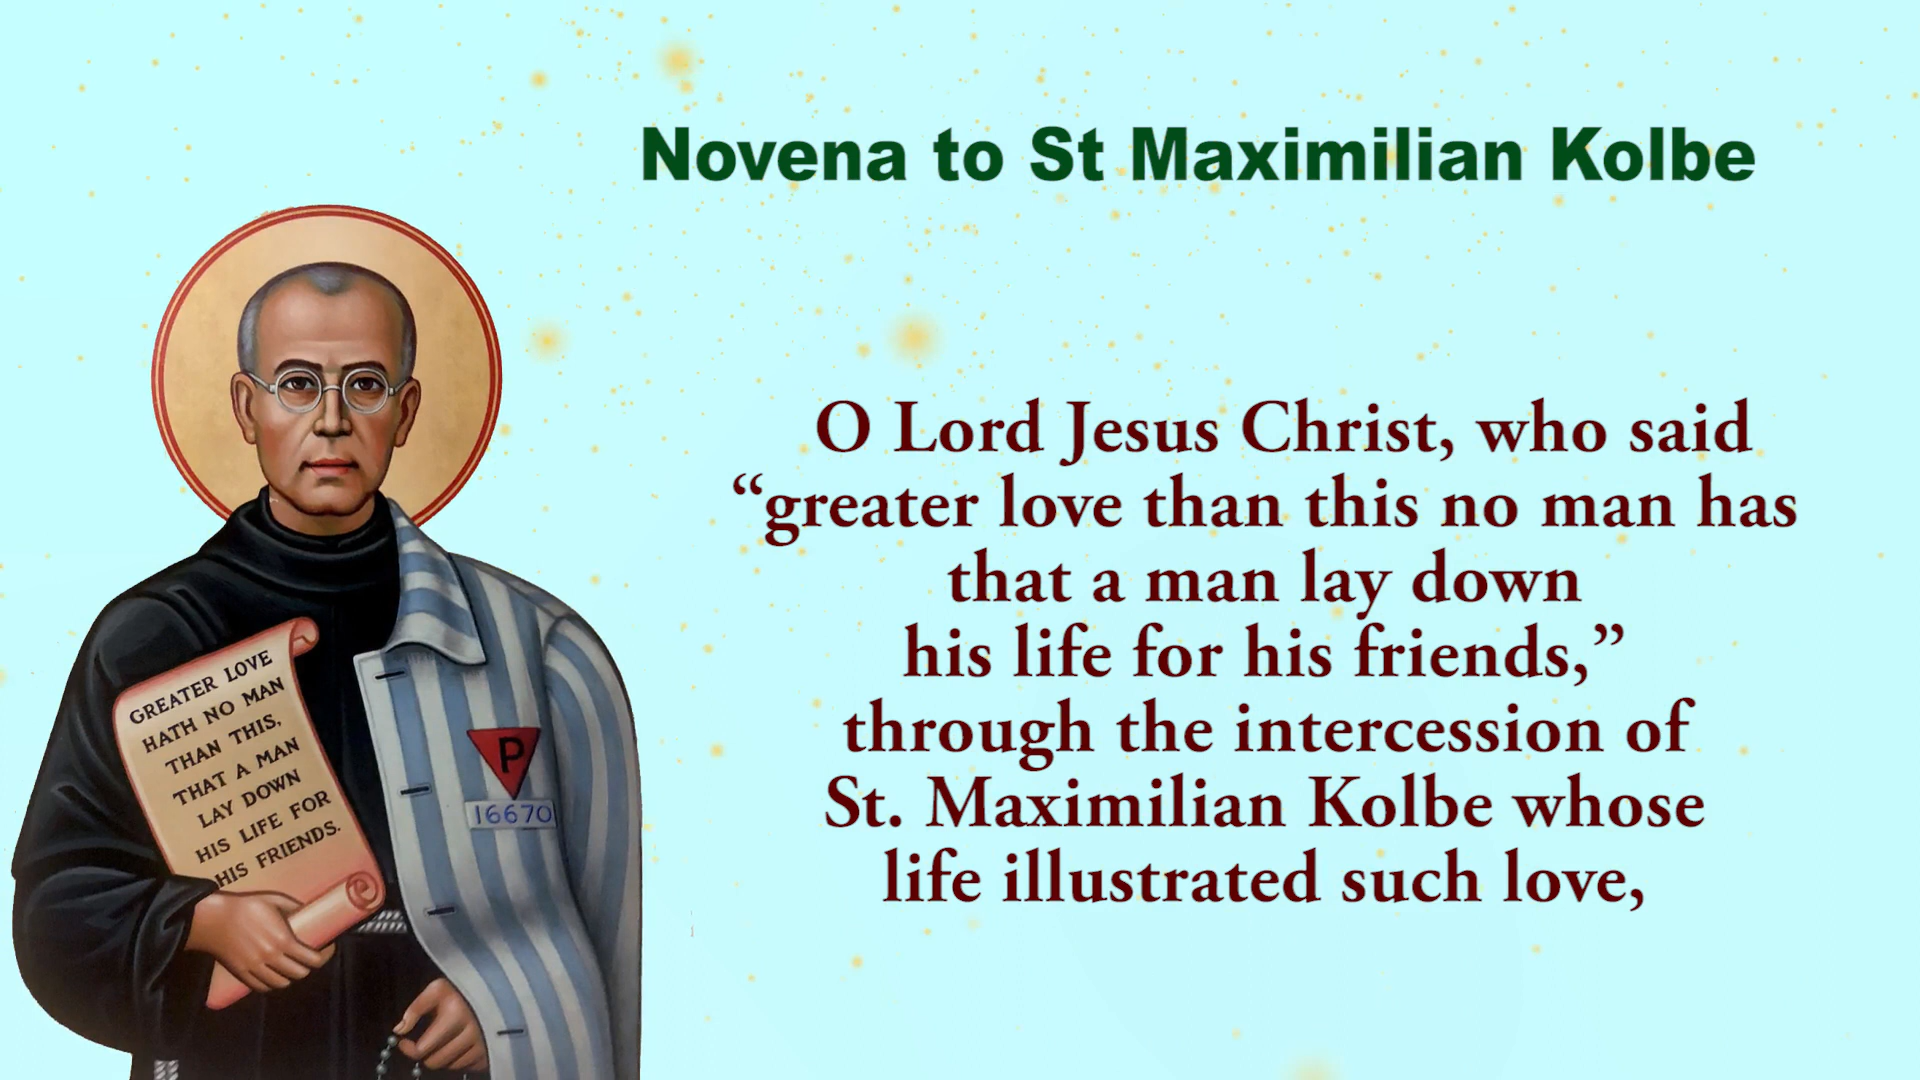 Novena to St Maximilian Kolbe
O Lord Jesus Christ, who said
“greater love than this no man has
that a man lay down
his life for his friends,”
through the intercession of
St. Maximilian Kolbe whose
life illustrated such love,
GREATER LOVE
HATH NO MAN
THAN THIS,
THAT A MAN
LAY DOWN
HIS LIFE FOR
HIS FRIENDS.
P
16670